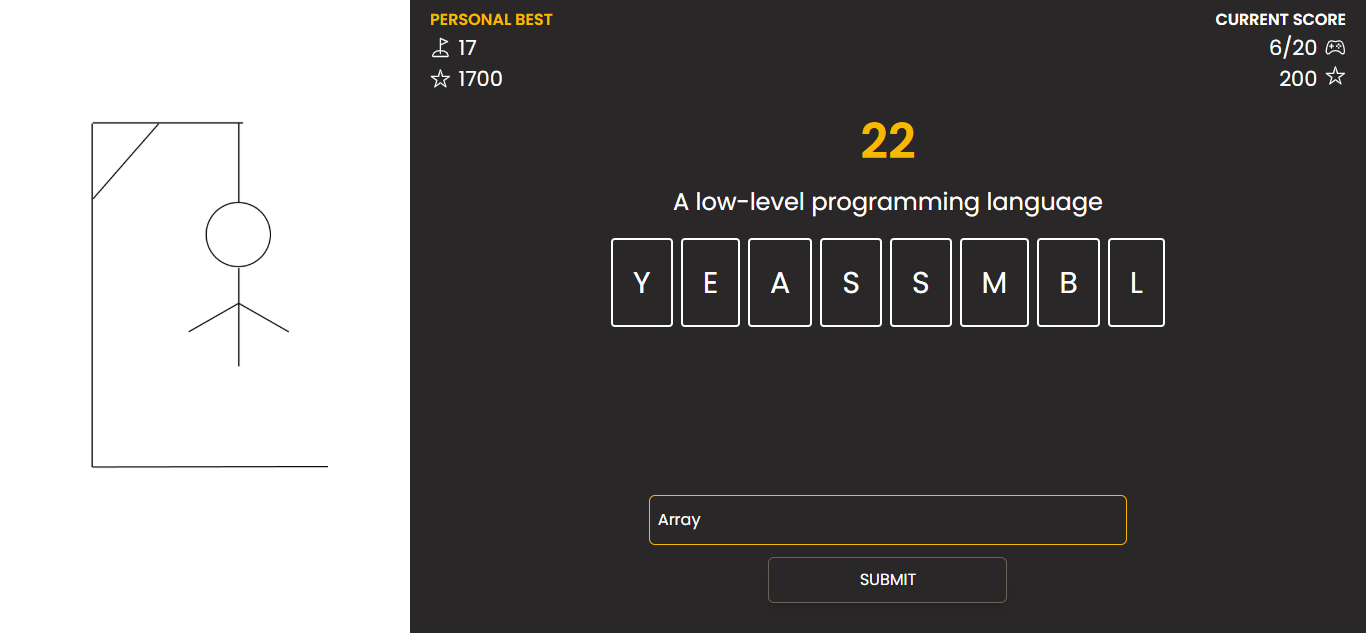 PERSONAL BEST
17
1700
CURRENT SCORE
6/20
200
22
A low-level programming language
Y E A S S M B L
Array
SUBMIT